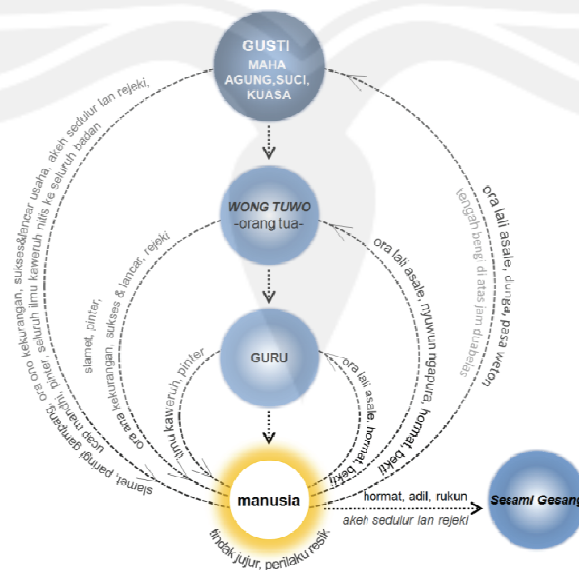 GUSTI
MAHA
AGUNG,SUCI,
KUASA
WONG TUWO
-orang tua-
GURU
manusia
tindak jujur, perilaku resik
Sesami Gesang
hormat, adil, rukun
akeh sedulur lan rejeki
slamet, paringi gampang, ora ono kekurangan, sukses&lancar usaha, akeh sedulur lan rejeki,
ucap mandhi, pinter, seluruh ilmu kaweruh nitis ke seluruh badan
slamet, pinter,
ora ana kekurangan, sukses & lancar, rejeki
ilmu kaweruh, pinter
ora lali asale, hormat, bekti
ora lali asale, nyuwun ngapura, hormat, bekti
ora lali asale, dunga, pasa weton
tengah bengi di atas jam duabelas